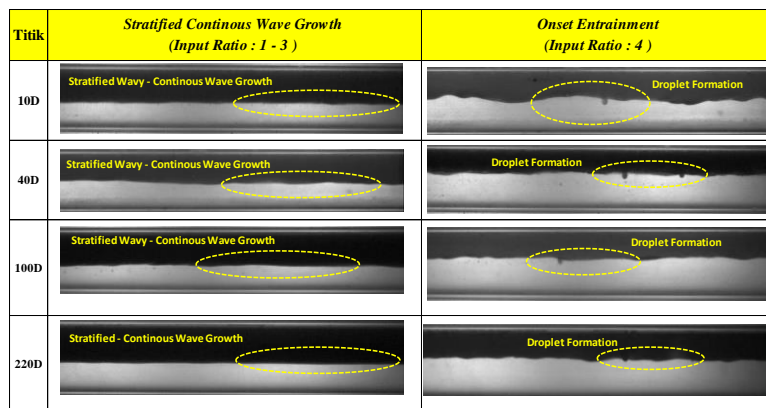 Titik
Stratified Continous Wave Growth
(Input Ratio : 1 - 3 )
Onset Entrainment
(Input Ratio : 4 )
10D
Stratified Wavy - Continous Wave Growth
Droplet Formation
40D
Stratified Wavy - Continous Wave Growth
Droplet Formation
100D
Stratified Wavy - Continous Wave Growth
Droplet Formation
220D
Stratified - Continous Wave Growth
Droplet Formation